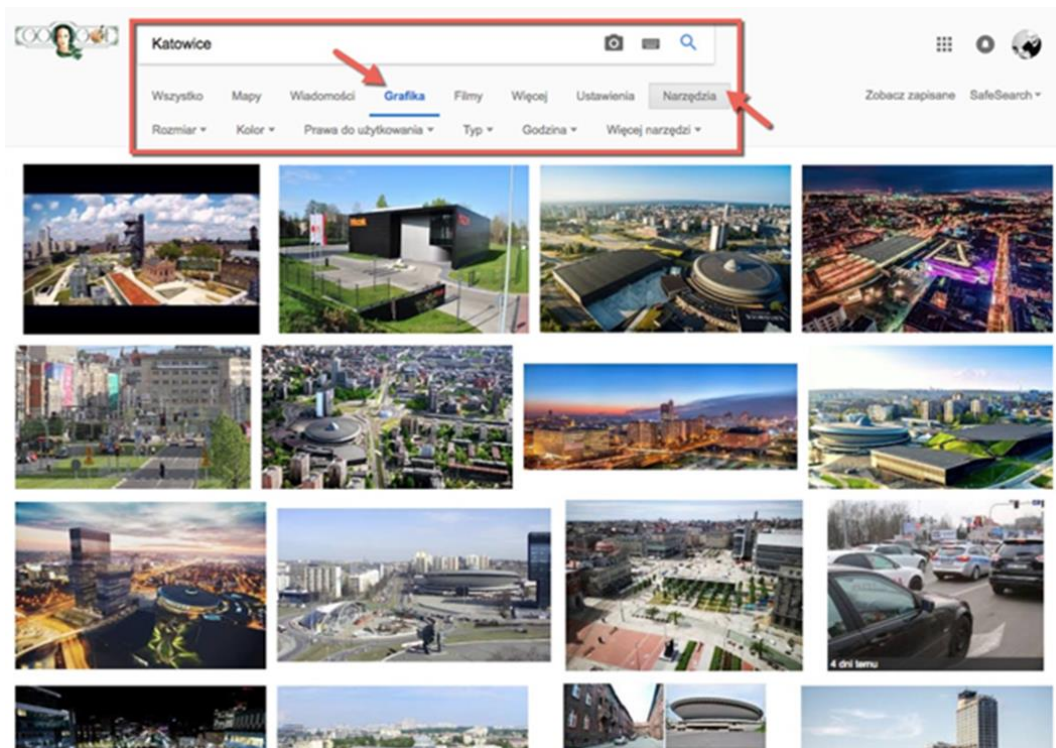 Katowice
Wszystko Mapy Wiadomości Grafika Filmy Więcej Ustawienia Narzędzia
Zobacz zapisane SafeSearch
Rozmiar Kolor Prawa do użytkowania Typ Godzina Więcej narzędzi
4 dni temu